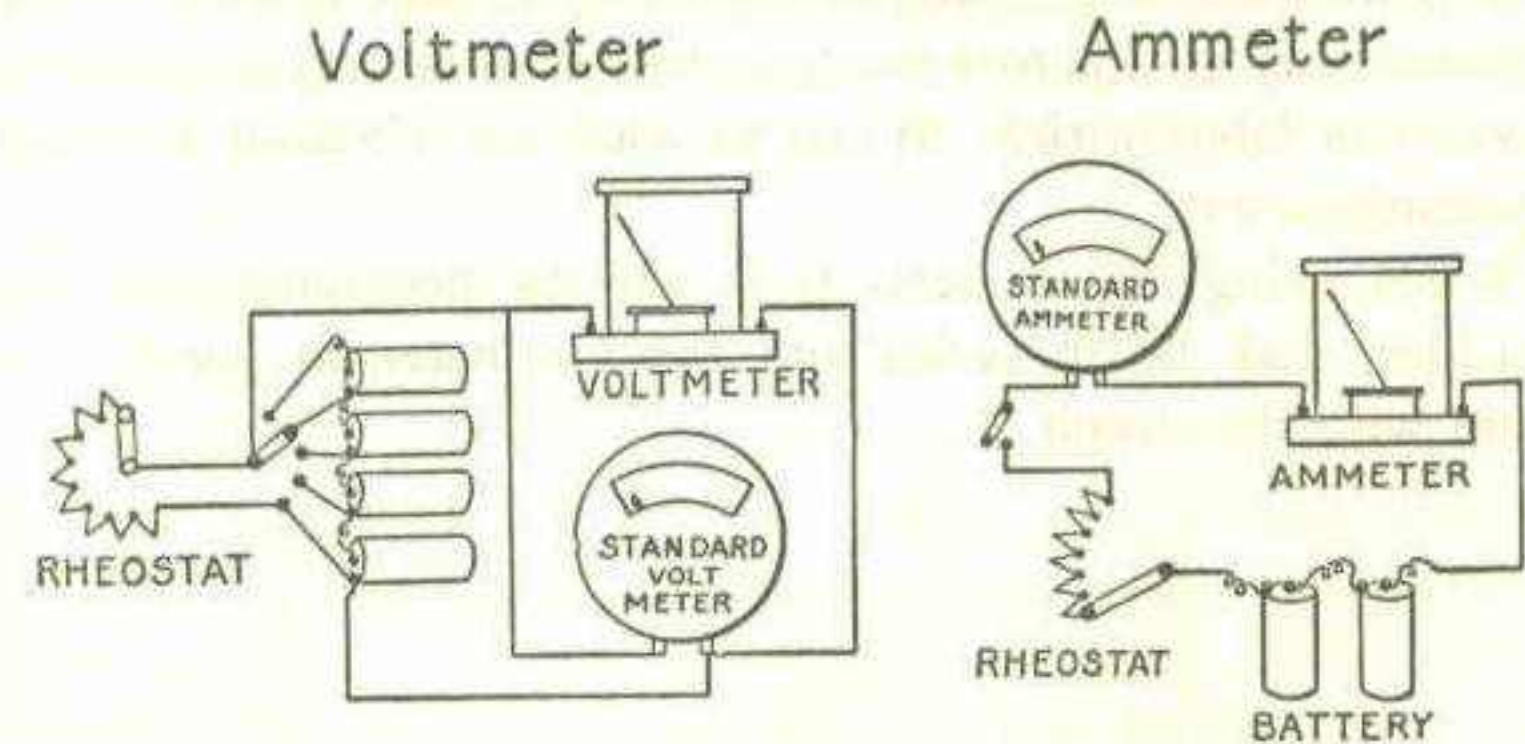 Voltmeter
Ammeter
VOLTMETER
STANDARD
VOLT
METER
RHEOSTAT
STANDARD
AMMETER
AMMETER
RHEOSTAT
BATTERY